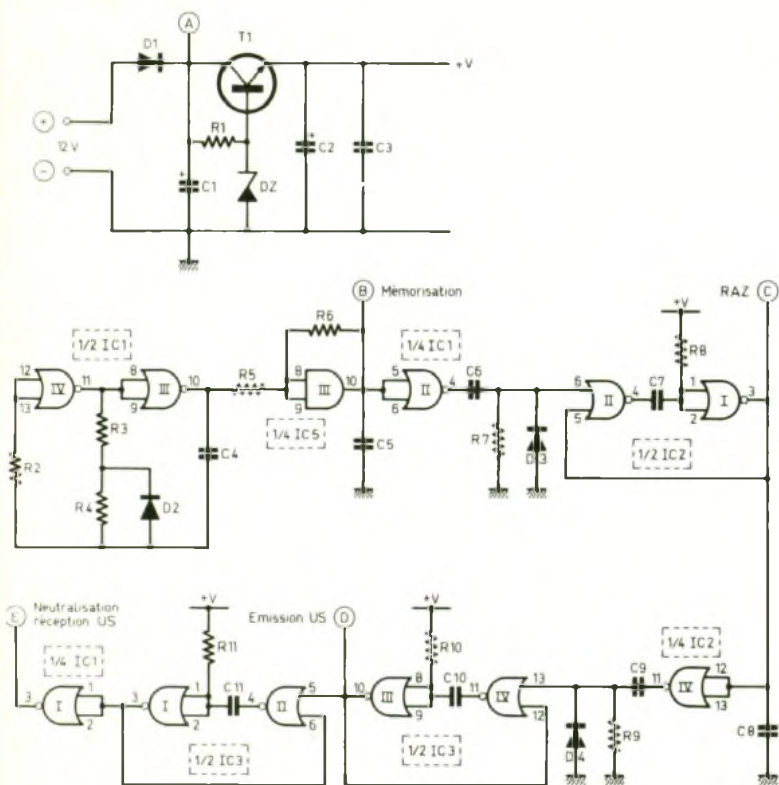 A
D1
T1
+V
+
12 V
-
R1
C1
DZ
C2
C3
B Mémorisation
RAZ C
+V
R6
R8
1/2 IC1
1/4 IC1
12
13
IV
11
8
9
III
10
R5
8
9
III
10
5
6
II
4
C6
6
5
II
4
C7
1
2
I
3
R3
1/4 IC5
1/2 IC2
R2
R4
D2
C4
C5
R7
D3
E Neutralisation
réception US
+V
Emission US D
+V
1/4 IC1
R11
R10
1/4 IC2
3
I
1
2
3
I
1
2
C11
4
II
5
6
10
III
8
9
C10
11
IV
13
12
C9
11
IV
12
13
C8
1/2 IC3
1/2 IC3
D4
R9